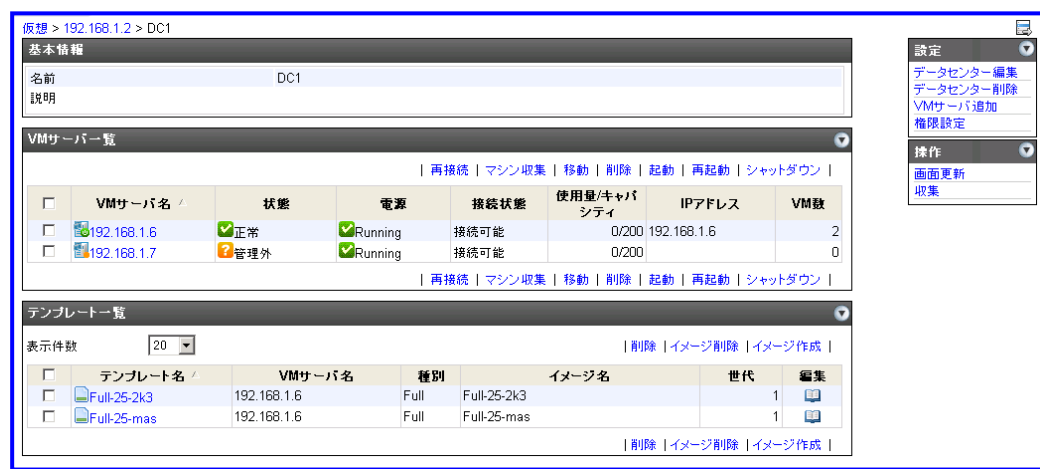 仮想 > 192.168.1.2 > DC1
基本情報
名前 DC1
説明
VMサーバ一覧
| 再接続 | マシン収集 | 移動 | 削除 | 起動 | 再起動 | シャットダウン |
VMサーバ名 状態 電源 接続状態 使用量/キャパシティ IPアドレス VM数
192.168.1.6 正常 Running 接続可能 0/200 192.168.1.6 2
192.168.1.7 管理外 Running 接続可能 0/200 0
| 再接続 | マシン収集 | 移動 | 削除 | 起動 | 再起動 | シャットダウン |
テンプレート一覧
表示件数 20 | 削除 | イメージ削除 | イメージ作成 |
テンプレート名 VMサーバ名 種別 イメージ名 世代 編集
Full-25-2k3 192.168.1.6 Full Full-25-2k3 1
Full-25-mas 192.168.1.6 Full Full-25-mas 1
| 削除 | イメージ削除 | イメージ作成 |
設定
データセンター編集
データセンター削除
VMサーバ追加
権限設定
操作
画面更新
収集